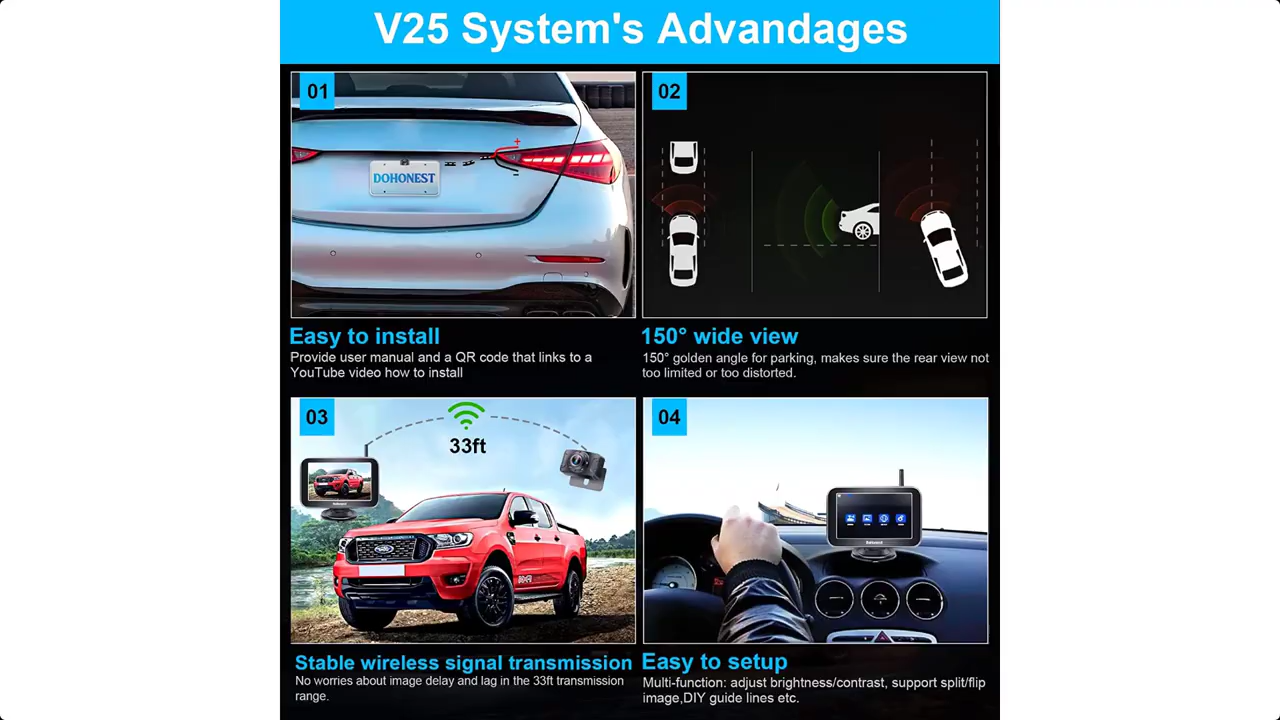 V25 System's Advandages
01
02
DOHONEST
Easy to install
Provide user manual and a QR code that links to a
YouTube video how to install
150° wide view
150° golden angle for parking, makes sure the rear view not
too limited or too distorted.
03
33ft
04
Stable wireless signal transmission
No worries about image delay and lag in the 33ft transmission
range.
Easy to setup
Multi-function: adjust brightness/contrast, support split/flip
image,DIY guide lines etc.